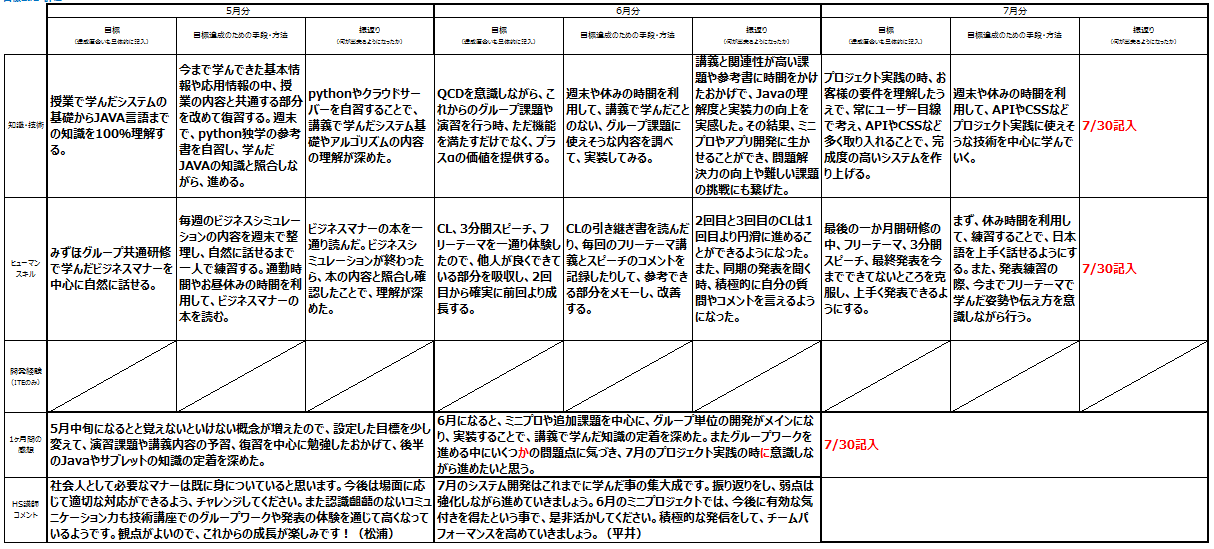 5月分
6月分
7月分
目標
(達成度合いも具体的に記入)
目標達成のための手段・方法
振返り
(何が出来るようになったか)
目標
(達成度合いも具体的に記入)
目標達成のための手段・方法
振返り
(何が出来るようになったか)
目標
(達成度合いも具体的に記入)
目標達成のための手段・方法
振返り
(何が出来るようになったか)
知識・技術
授業で学んだシステムの
基礎からJAVA言語まで
の知識を100%理解す
る。
今まで学んできた基本情
報や応用情報の中、授
業の内容と共通する部分
を改めて復習する。週末
で、python独学の参考
書を自習し、学んだ
JAVAの知識と照合しな
がら、進める。
pythonやクラウドサー
バーを自習することで、
講義で学んだシステム基
礎やアルゴリズムの内容
の理解が深めた。
QCDを意識しながら、こ
れからのグループ課題や
演習を行う時、ただ機能
を満たすだけでなく、プラ
スαの価値を提供する。
週末や休みの時間を利
用して、講義で学んだこ
とのない、グループ課題に
使えそうな内容を調べ
て、実装してみる。
講義と関連性が高い課
題や参考書に時間をかけ
たおかげで、Javaの理
解度と実装力の向上を
実感した。その結果、ミニ
プロやアプリ開発に生か
せることができ、問題解
決力の向上や難しい課題
の挑戦にも繋げた。
プロジェクト実践の時、お
客様の要件を理解したう
えで、常にユーザー目線
で考え、APIやCSSなど
多く取り入れることで、完
成度の高いシステムを作
り上げる。
週末や休みの時間を利
用して、APIやCSSなど
プロジェクト実践に使えそ
うな技術を中心に学んで
いく。
7/30記入
ヒューマン
スキル
みずほグループ共通研修
で学んだビジネスマナーを
中心に自然に話せる。
毎週のビジネスシミュレー
ションの内容を週末で整
理し、自然に話せるまで
一人で練習する。通勤時
間やお昼休みの時間を利
用して、ビジネスマナーの
本を読む。
ビジネスマナーの本を一
通り読んだ。ビジネスシ
ミュレーションが終わった
ら、本の内容と照合し確
認したことで、理解が深
めた。
CL、3分間スピーチ、フ
リーテーマを一通り体験し
たので、他人が良くできて
いる部分を吸収し、2回
目から確実に前回より成
長する。
CLの引き継ぎ書を読んだ
り、毎回のフリーテーマ講
義とスピーチのコメントを
記録したりして、参考でき
る部分をメモーし、改善
する。
2回目と3回目のCLは1
回目より円滑に進めること
ができるようになった。
また、同期の発表を聞く
時、積極的に自分の質
問やコメントを言えるよう
になった。
最後の一か月間研修の
中、フリーテーマ、3分間
スピーチ、最終発表を今
まででできてないところを克
服し、上手く発表できるよ
うにする。
まず、休み時間を利用し
て、練習することで、日本
語を上手く話せるようにす
る。また、発表練習の
際、今までフリーテーマで
学んだ姿勢や伝え方を意
識しながら行う。
7/30記入
開発経験
(ITEのみ)
1ヶ月間の
感想
5月中旬になるとと覚えないといけない概念が増えたので、設定した目標を少し
変えて、演習課題や講義内容の予習、復習を中心に勉強したおかげて、後半
のJavaやサブレットの知識の定着を深めた。
6月になると、ミニプロや追加課題を中心に、グループ単位の開発がメインにな
り、実装することで、講義で学んだ知識の定着を深めた。またグループワークを
進める中にいくつかの問題点に気づき、7月のプロジェクト実践の時に意識しな
がら進めたいと思う。
7/30記入
HS講師
コメント
社会人として必要なマナーは既に身についていると思います。今後は場面に応
じて適切な対応ができるよう、チャレンジしてください。また認識齟齬のないコミュ
ニケーション力も技術講座でのグループワークや発表の体験を通じて高くなって
いるようです。観点がよいので、これからの成長が楽しみです！（松浦）
7月のシステム開発はこれまでに学んだ事の集大成です。振り返りをし、弱点は
強化しながら進めていきましょう。6月のミニプロジェクトでは、今後に有効な気
付きを得たという事で、是非活かしてください。積極的な発信をして、チームパ
フォーマンスを高めていきましょう。（平井）